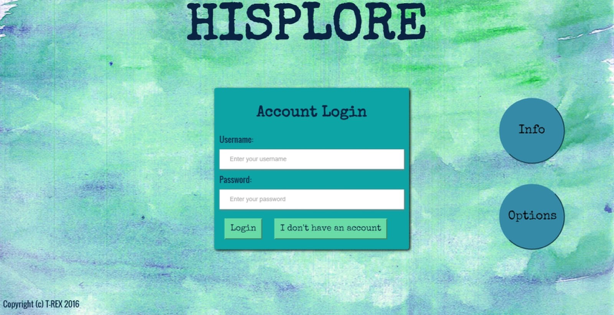 HISPLORE
Account Login
Username:
Enter your username
Password:
Enter your password
Login
I don't have an account
Info
Options
Copyright (c) T-REX 2016